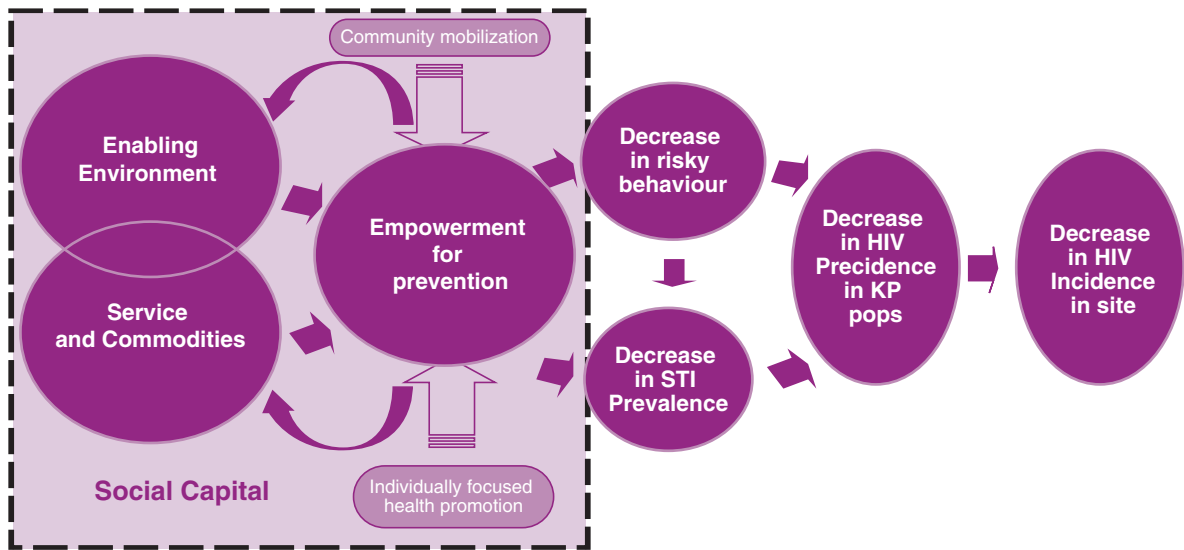 Community mobilization
Enabling
Environment
Service
and Commodities
Empowerment
for
prevention
Social Capital
Individually focused
health promotion
Decrease
in risky
behaviour
Decrease
in STI
Prevalence
Decrease
in HIV
Precidence
in KP
pops
Decrease
in HIV
Incidence
in site